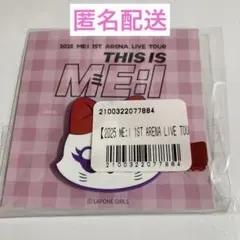 匿名配送
2025 ME:I 1ST ARENA LIVE TOUR
THIS IS
ME:I
2100322077884
【2025 ME:I 1ST ARENA LIVE TOUR
2100322077884
©LAPONE GIRLS